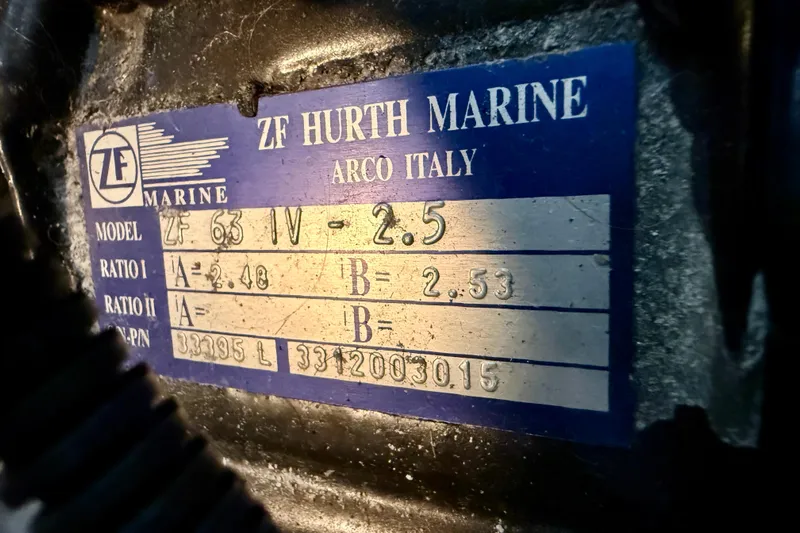 ZF HURTH MARINE
ARCO ITALY
ZF
MARINE
MODEL ZF 63 IV - 2.5
RATIO I A= 2.48 B= 2.53
RATIO II A= B=
N-P/N 33395 L 3312003015